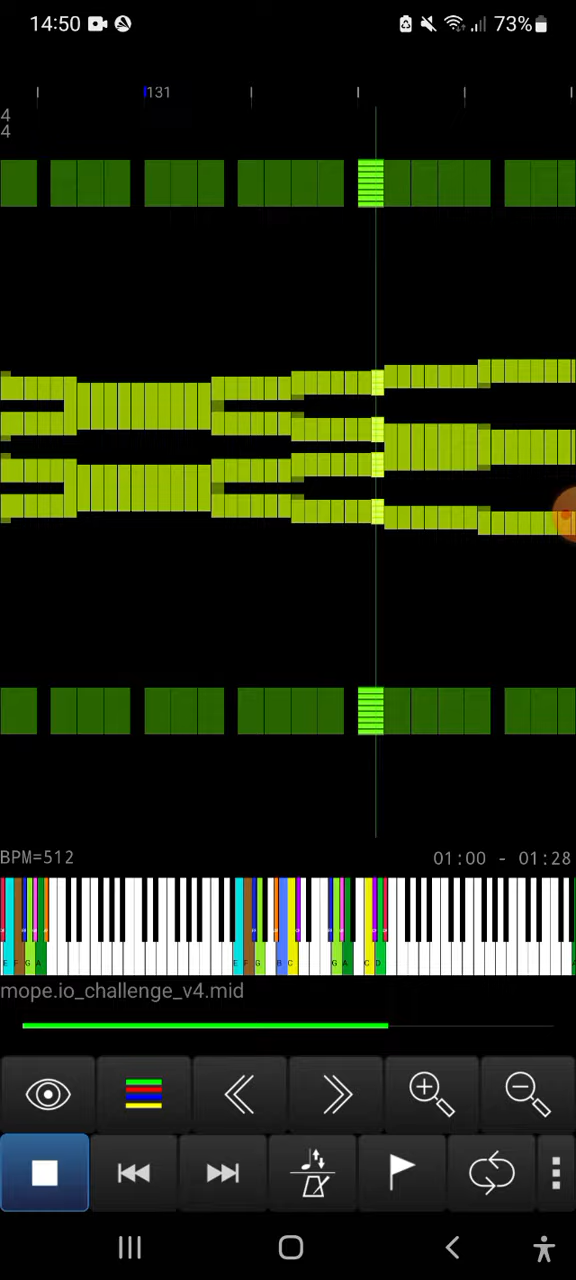 14:50 73%
131
4
4
BPM=512 01:00 - 01:28
E F G A E F G B C G A C D
mope.io_challenge_v4.mid